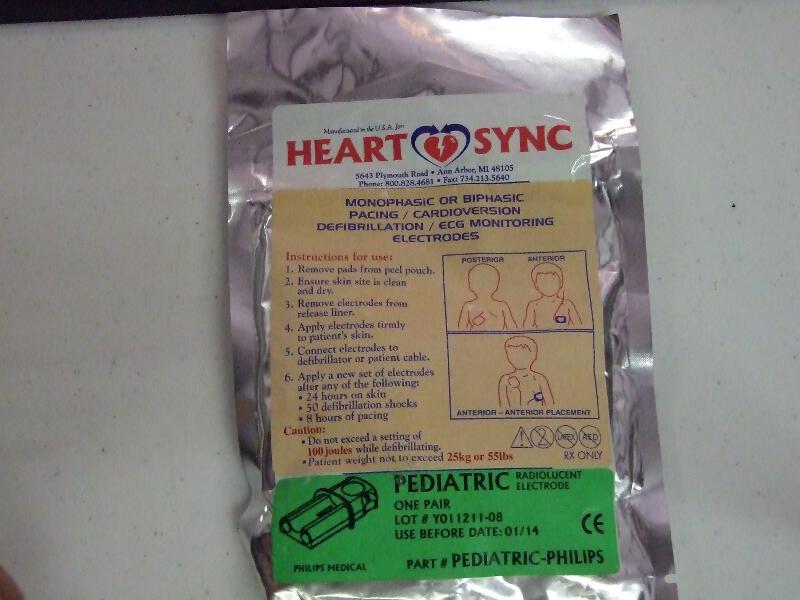 Manufactured in the U.S.A. for:
HEART SYNC
5643 Plymouth Road • Ann Arbor, MI 48105
Phone: 800.828.4681 • Fax: 734.213.5640
MONOPHASIC OR BIPHASIC
PACING / CARDIOVERSION
DEFIBRILLATION / ECG MONITORING
ELECTRODES
Instructions for use:
1. Remove pads from peel pouch.
2. Ensure skin site is clean
and dry.
3. Remove electrodes from
release liner.
4. Apply electrodes firmly
to patient's skin.
5. Connect electrodes to
defibrillator or patient cable.
6. Apply a new set of electrodes
after any of the following:
• 24 hours on skin
• 50 defibrillation shocks
• 8 hours of pacing
Caution:
• Do not exceed a setting of
100 joules while defibrillating.
• Patient weight not to exceed 25kg or 55lbs
POSTERIOR ANTERIOR
ANTERIOR – ANTERIOR PLACEMENT
2 LATEX AED
RX ONLY
PEDIATRIC RADIOLUCENT
ELECTRODE
ONE PAIR
LOT # Y011211-08
USE BEFORE DATE: 01/14
CE
PHILIPS MEDICAL
PART # PEDIATRIC-PHILIPS